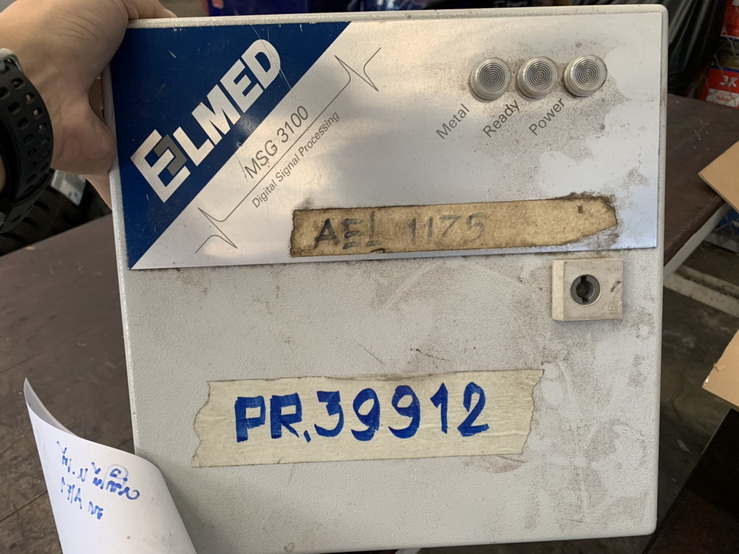 ELMED
MSG 3100
Digital Signal Processing
Metal
Ready
Power
AEL 1175
PR.39912